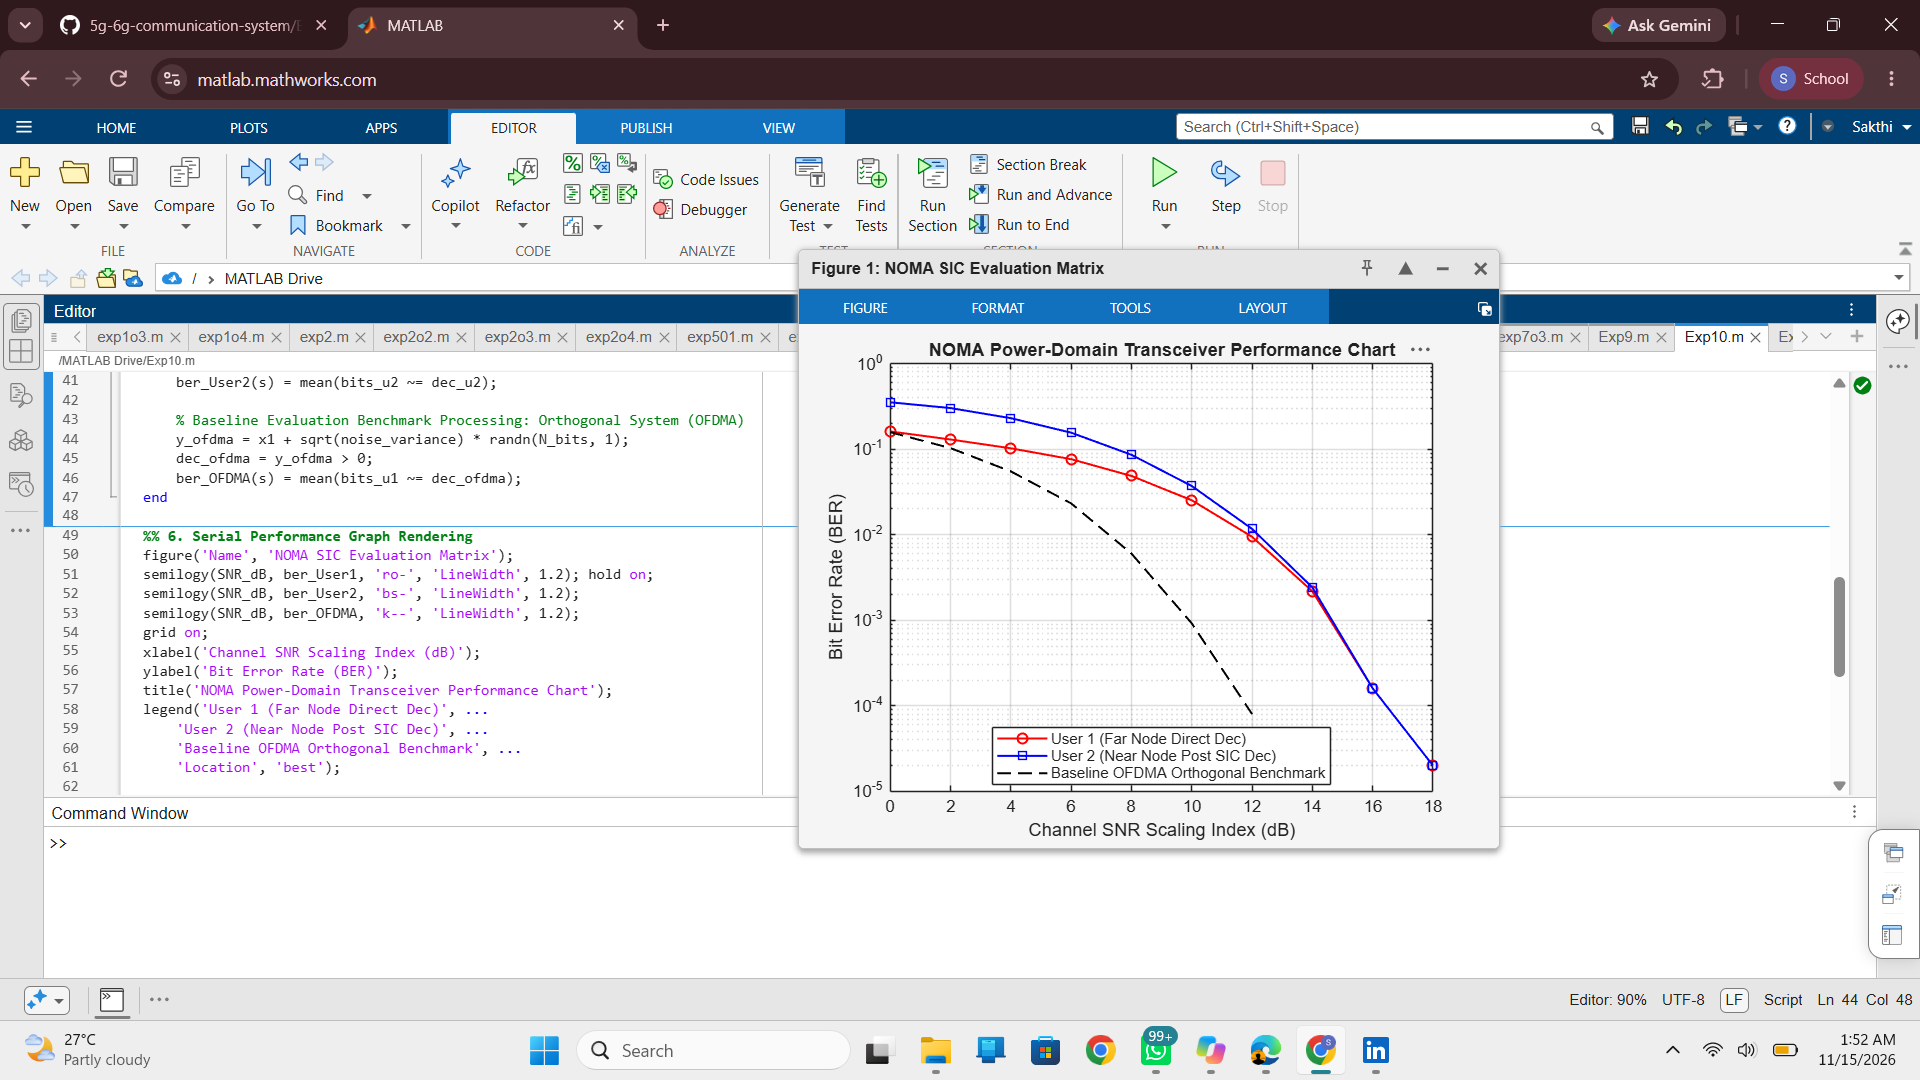 5g-6g-communication-system/
MATLAB
Ask Gemini
matlab.mathworks.com
S School
HOME PLOTS APPS EDITOR PUBLISH VIEW
Search (Ctrl+Shift+Space)
Sakthi
New Open Save Compare
FILE
Go To Find Bookmark
NAVIGATE
Copilot Refactor
CODE
Code Issues
Debugger
ANALYZE
Generate Test Find Tests
Run Section
Section Break
Run and Advance
Run to End
Run Step Stop
/ > MATLAB Drive
Editor
exp1o3.m exp1o4.m exp2.m exp2o2.m exp2o3.m exp2o4.m exp501.m exp7o3.m Exp9.m Exp10.m
/MATLAB Drive/Exp10.m
41 ber_User2(s) = mean(bits_u2 ~= dec_u2);
42
43 % Baseline Evaluation Benchmark Processing: Orthogonal System (OFDMA)
44 y_ofdma = x1 + sqrt(noise_variance) * randn(N_bits, 1);
45 dec_ofdma = y_ofdma > 0;
46 ber_OFDMA(s) = mean(bits_u1 ~= dec_ofdma);
47 end
48
49 %% 6. Serial Performance Graph Rendering
50 figure('Name', 'NOMA SIC Evaluation Matrix');
51 semilogy(SNR_dB, ber_User1, 'ro-', 'LineWidth', 1.2); hold on;
52 semilogy(SNR_dB, ber_User2, 'bs-', 'LineWidth', 1.2);
53 semilogy(SNR_dB, ber_OFDMA, 'k--', 'LineWidth', 1.2);
54 grid on;
55 xlabel('Channel SNR Scaling Index (dB)');
56 ylabel('Bit Error Rate (BER)');
57 title('NOMA Power-Domain Transceiver Performance Chart');
58 legend('User 1 (Far Node Direct Dec)', ...
59 'User 2 (Near Node Post SIC Dec)', ...
60 'Baseline OFDMA Orthogonal Benchmark', ...
61 'Location', 'best');
62
Figure 1: NOMA SIC Evaluation Matrix
FIGURE FORMAT TOOLS LAYOUT
NOMA Power-Domain Transceiver Performance Chart
10^0
10^-1
10^-2
10^-3
10^-4
10^-5
Bit Error Rate (BER)
User 1 (Far Node Direct Dec)
User 2 (Near Node Post SIC Dec)
Baseline OFDMA Orthogonal Benchmark
0 2 4 6 8 10 12 14 16 18
Channel SNR Scaling Index (dB)
Command Window
>>
Editor: 90% UTF-8 LF Script Ln 44 Col 48
27°C
Partly cloudy
Search
99+
1:52 AM
11/15/2026